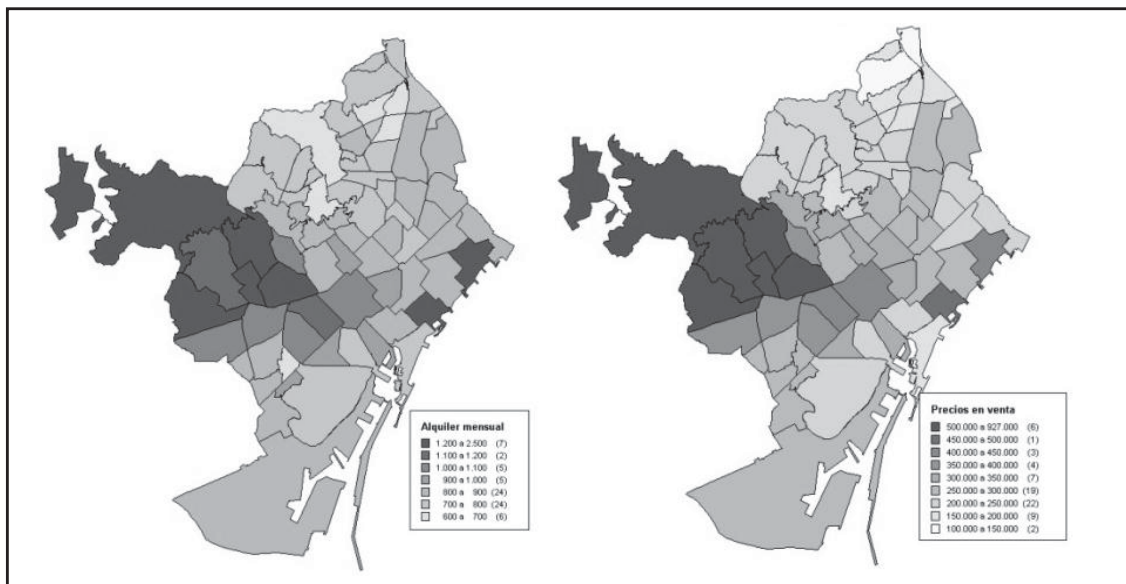 Alquiler mensual
1.200 a 2.500 (7)
1.100 a 1.200 (2)
1.000 a 1.100 (5)
900 a 1.000 (5)
800 a 900 (24)
700 a 800 (24)
600 a 700 (6)
Precios en venta
500.000 a 927.000 (6)
450.000 a 500.000 (1)
400.000 a 450.000 (3)
350.000 a 400.000 (4)
300.000 a 350.000 (7)
250.000 a 300.000 (19)
200.000 a 250.000 (22)
150.000 a 200.000 (9)
100.000 a 150.000 (2)